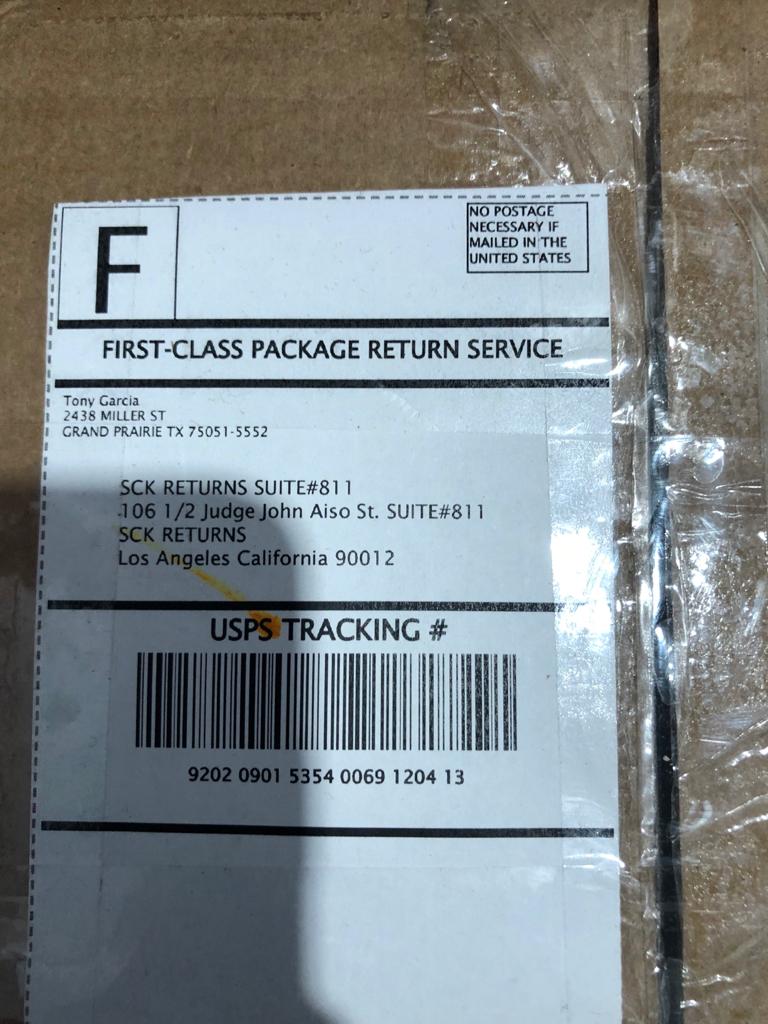 F
NO POSTAGE
NECESSARY IF
MAILED IN THE
UNITED STATES
FIRST-CLASS PACKAGE RETURN SERVICE
Tony Garcia
2438 MILLER ST
GRAND PRAIRIE TX 75051-5552
SCK RETURNS SUITE#811
106 1/2 Judge John Aiso St. SUITE#811
SCK RETURNS
Los Angeles California 90012
USPS TRACKING #
9202 0901 5354 0069 1204 13